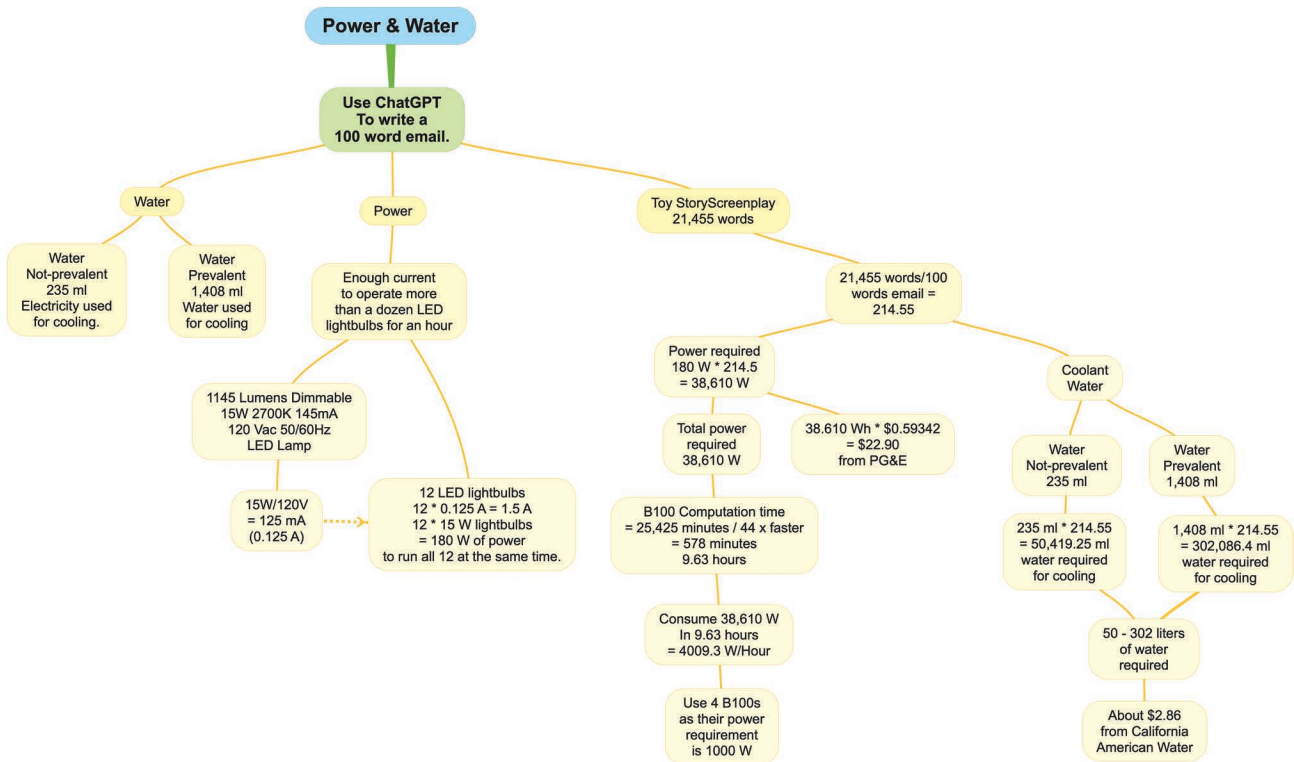 Power & Water
Use ChatGPT
To write a
100 word email.
Water
Water
Not-prevalent
235 ml
Electricity used
for cooling.
Water
Prevalent
1,408 ml
Water used
for cooling
Power
Enough current
to operate more
than a dozen LED
lightbulbs for an hour
1145 Lumens Dimmable
15W 2700K 145mA
120 Vac 50/60Hz
LED Lamp
15W/120V
= 125 mA
(0.125 A)
12 LED lightbulbs
12 * 0.125 A = 1.5 A
12 * 15 W lightbulbs
= 180 W of power
to run all 12 at the same time.
Toy StoryScreenplay
21,455 words
21,455 words/100
words email =
214.55
Power required
180 W * 214.5
= 38,610 W
Total power
required
38,610 W
38.610 Wh * $0.59342
= $22.90
from PG&E
B100 Computation time
= 25,425 minutes / 44 x faster
= 578 minutes
9.63 hours
Consume 38,610 W
In 9.63 hours
= 4009.3 W/Hour
Use 4 B100s
as their power
requirement
is 1000 W
Coolant
Water
Water
Not-prevalent
235 ml
235 ml * 214.55
= 50,419.25 ml
water required
for cooling
Water
Prevalent
1,408 ml
1,408 ml * 214.55
= 302,086.4 ml
water required
for cooling
50 - 302 liters
of water
required
About $2.86
from California
American Water